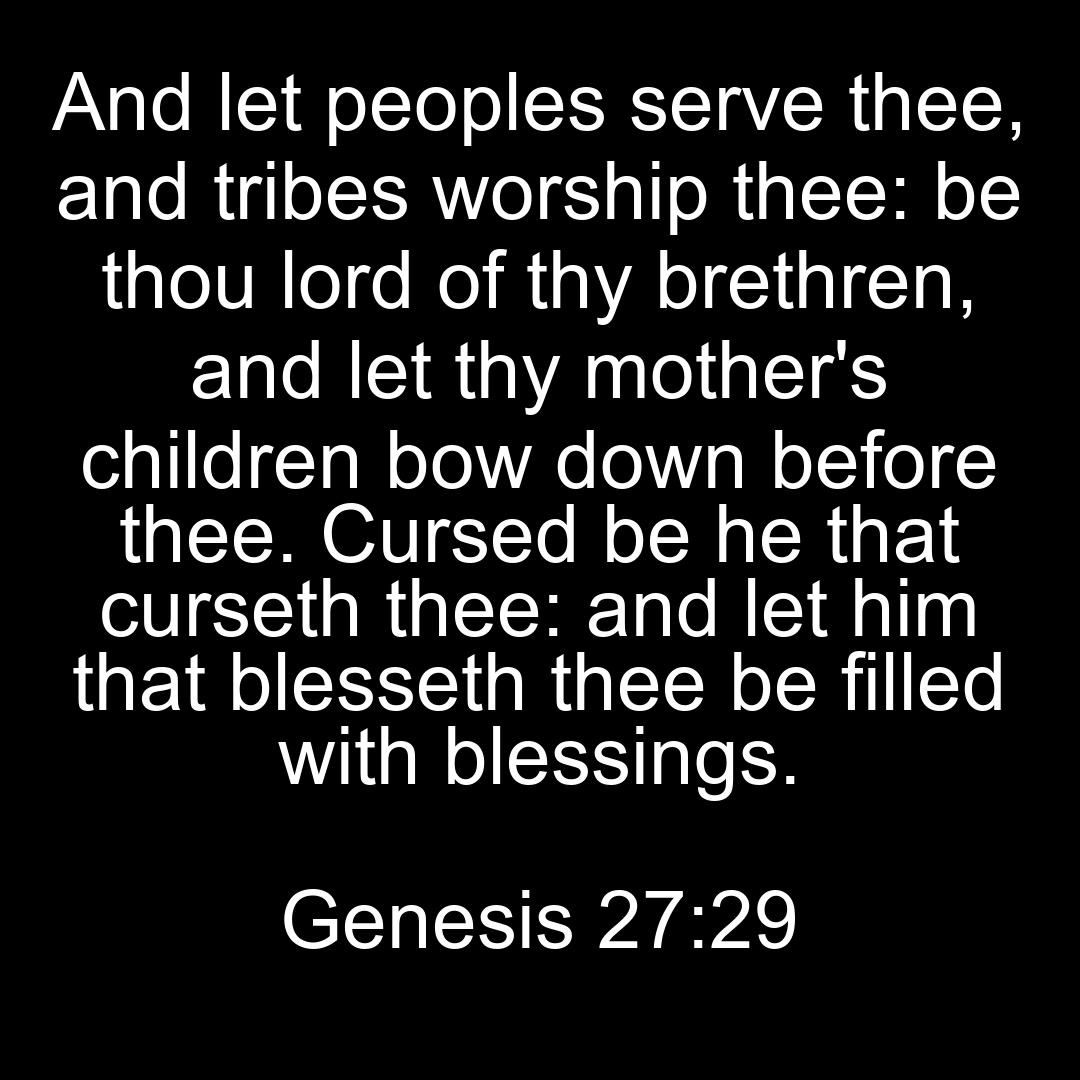 And let peoples serve thee,
and tribes worship thee: be
thou lord of thy brethren,
and let thy mother's
children bow down before
thee. Cursed be he that
curseth thee: and let him
that blesseth thee be filled
with blessings.
Genesis 27:29